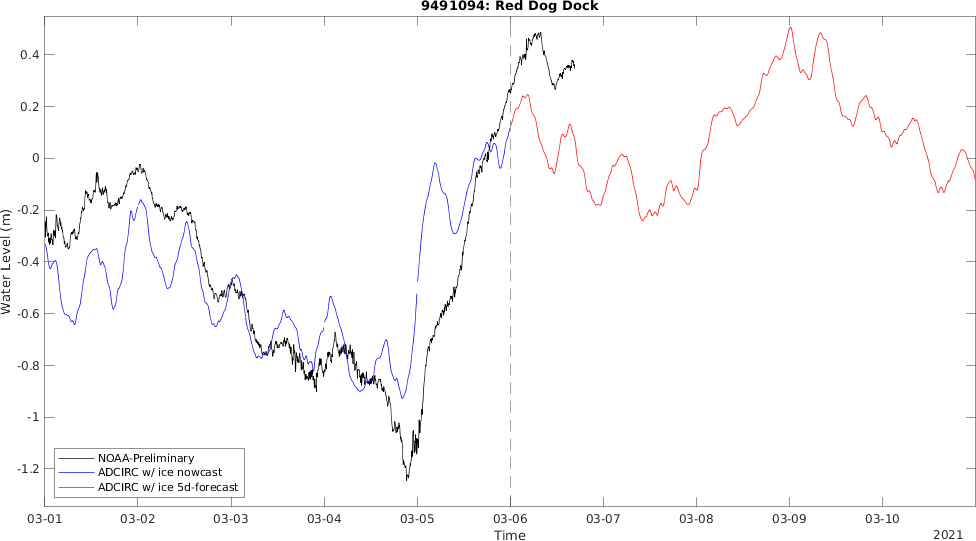 9491094: Red Dog Dock
Water Level (m)
0.4
0.2
0
-0.2
-0.4
-0.6
-0.8
-1
-1.2
NOAA-Preliminary
ADCIRC w/ ice nowcast
ADCIRC w/ ice 5d-forecast
03-01 03-02 03-03 03-04 03-05 03-06 03-07 03-08 03-09 03-10
Time
2021